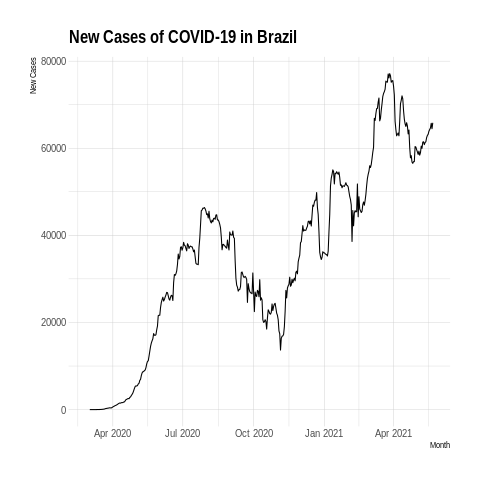 New Cases of COVID-19 in Brazil
New Cases
80000
60000
40000
20000
0
Apr 2020 Jul 2020 Oct 2020 Jan 2021 Apr 2021
Month